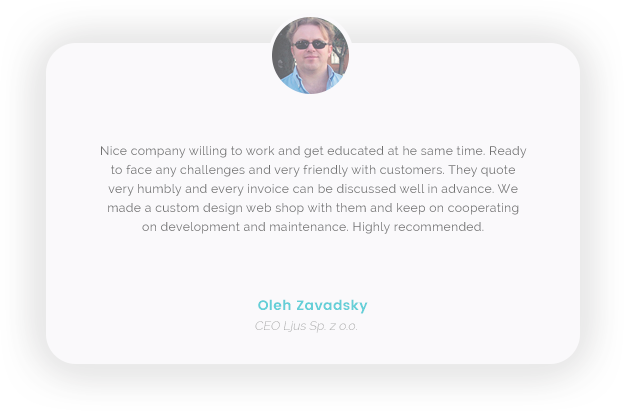 Nice company willing to work and get educated at he same time. Ready
to face any challenges and very friendly with customers. They quote
very humbly and every invoice can be discussed well in advance. We
made a custom design web shop with them and keep on cooperating
on development and maintenance. Highly recommended.
Oleh Zavadsky
CEO Ljus Sp. z o.o.